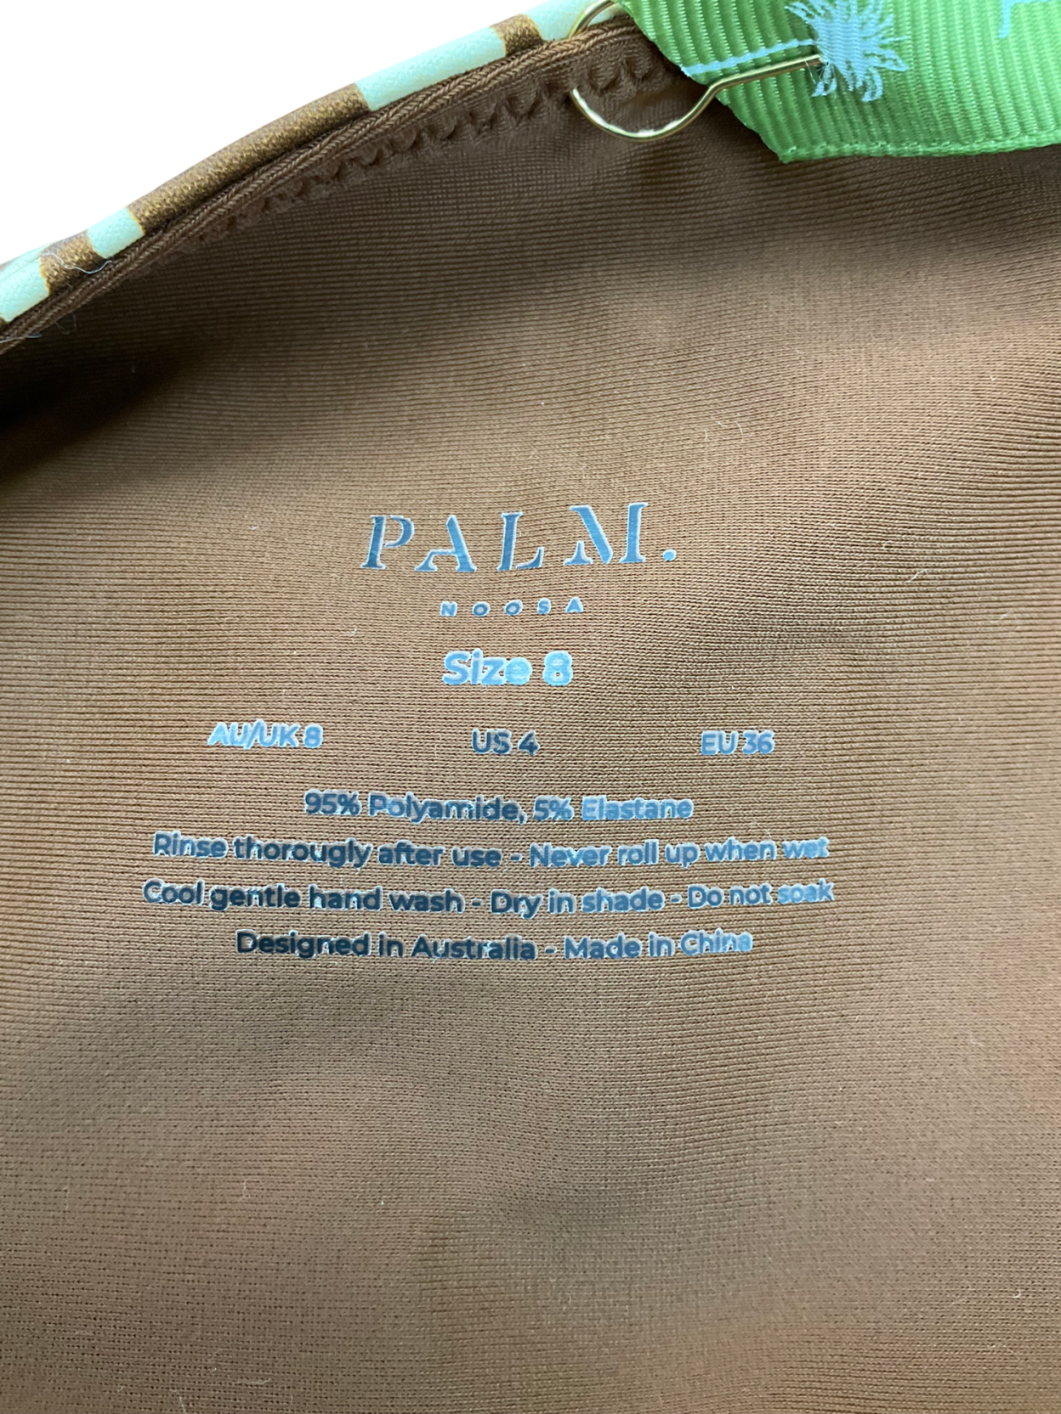 PALM.
NOOSA
Size 8
AU/UK 8 US 4 EU 36
95% Polyamide, 5% Elastane
Rinse thorougly after use - Never roll up when wet
Cool gentle hand wash - Dry in shade - Do not soak
Designed in Australia - Made in China